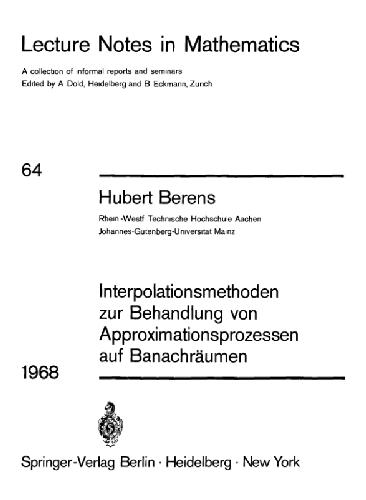 Lecture Notes in Mathematics
A collection of informal reports and seminars
Edited by A Dold, Heidelberg and B Eckmann, Zurich
64
Hubert Berens
Rhein-Westf Technische Hochschule Aachen
Johannes-Gutenberg-Universitat Mainz
Interpolationsmethoden
zur Behandlung von
Approximationsprozessen
auf Banachräumen
1968
Springer-Verlag Berlin · Heidelberg · New York